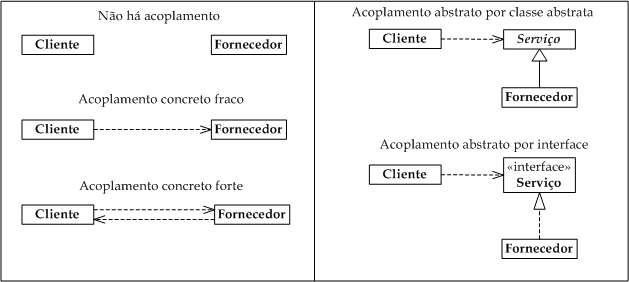 Não há acoplamento
Cliente Fornecedor
Acoplamento concreto fraco
Cliente Fornecedor
Acoplamento concreto forte
Cliente Fornecedor
Acoplamento abstrato por classe abstrata
Cliente Serviço
Fornecedor
Acoplamento abstrato por interface
«interface»
Cliente Serviço
Fornecedor